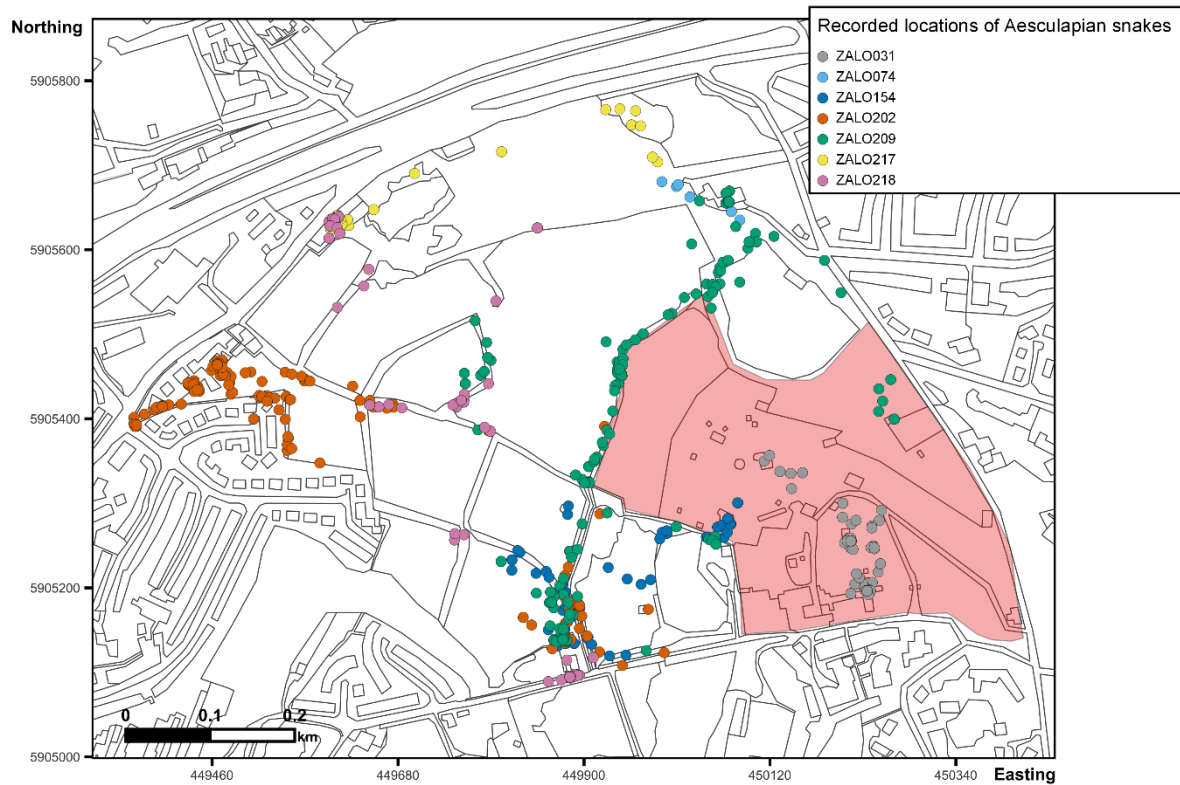 Recorded locations of Aesculapian snakes
ZALO031
ZALO074
ZALO154
ZALO202
ZALO209
ZALO217
ZALO218
Northing
5905800
5905600
5905400
5905200
5905000
0 0.1 0.2
km
449460 449680 449900 450120 450340 Easting